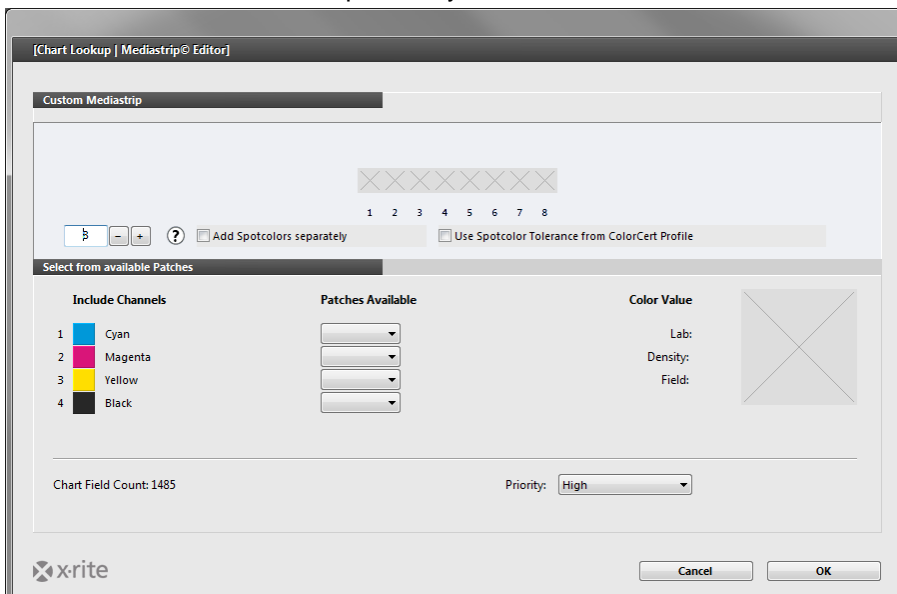 [Chart Lookup | Mediastrip© Editor]
Custom Mediastrip
1 2 3 4 5 6 7 8
- + ? Add Spotcolors separately Use Spotcolor Tolerance from ColorCert Profile
Select from available Patches
Include Channels Patches Available Color Value
1 Cyan Lab:
2 Magenta Density:
3 Yellow Field:
4 Black
Chart Field Count: 1485 Priority: High
x·rite Cancel OK